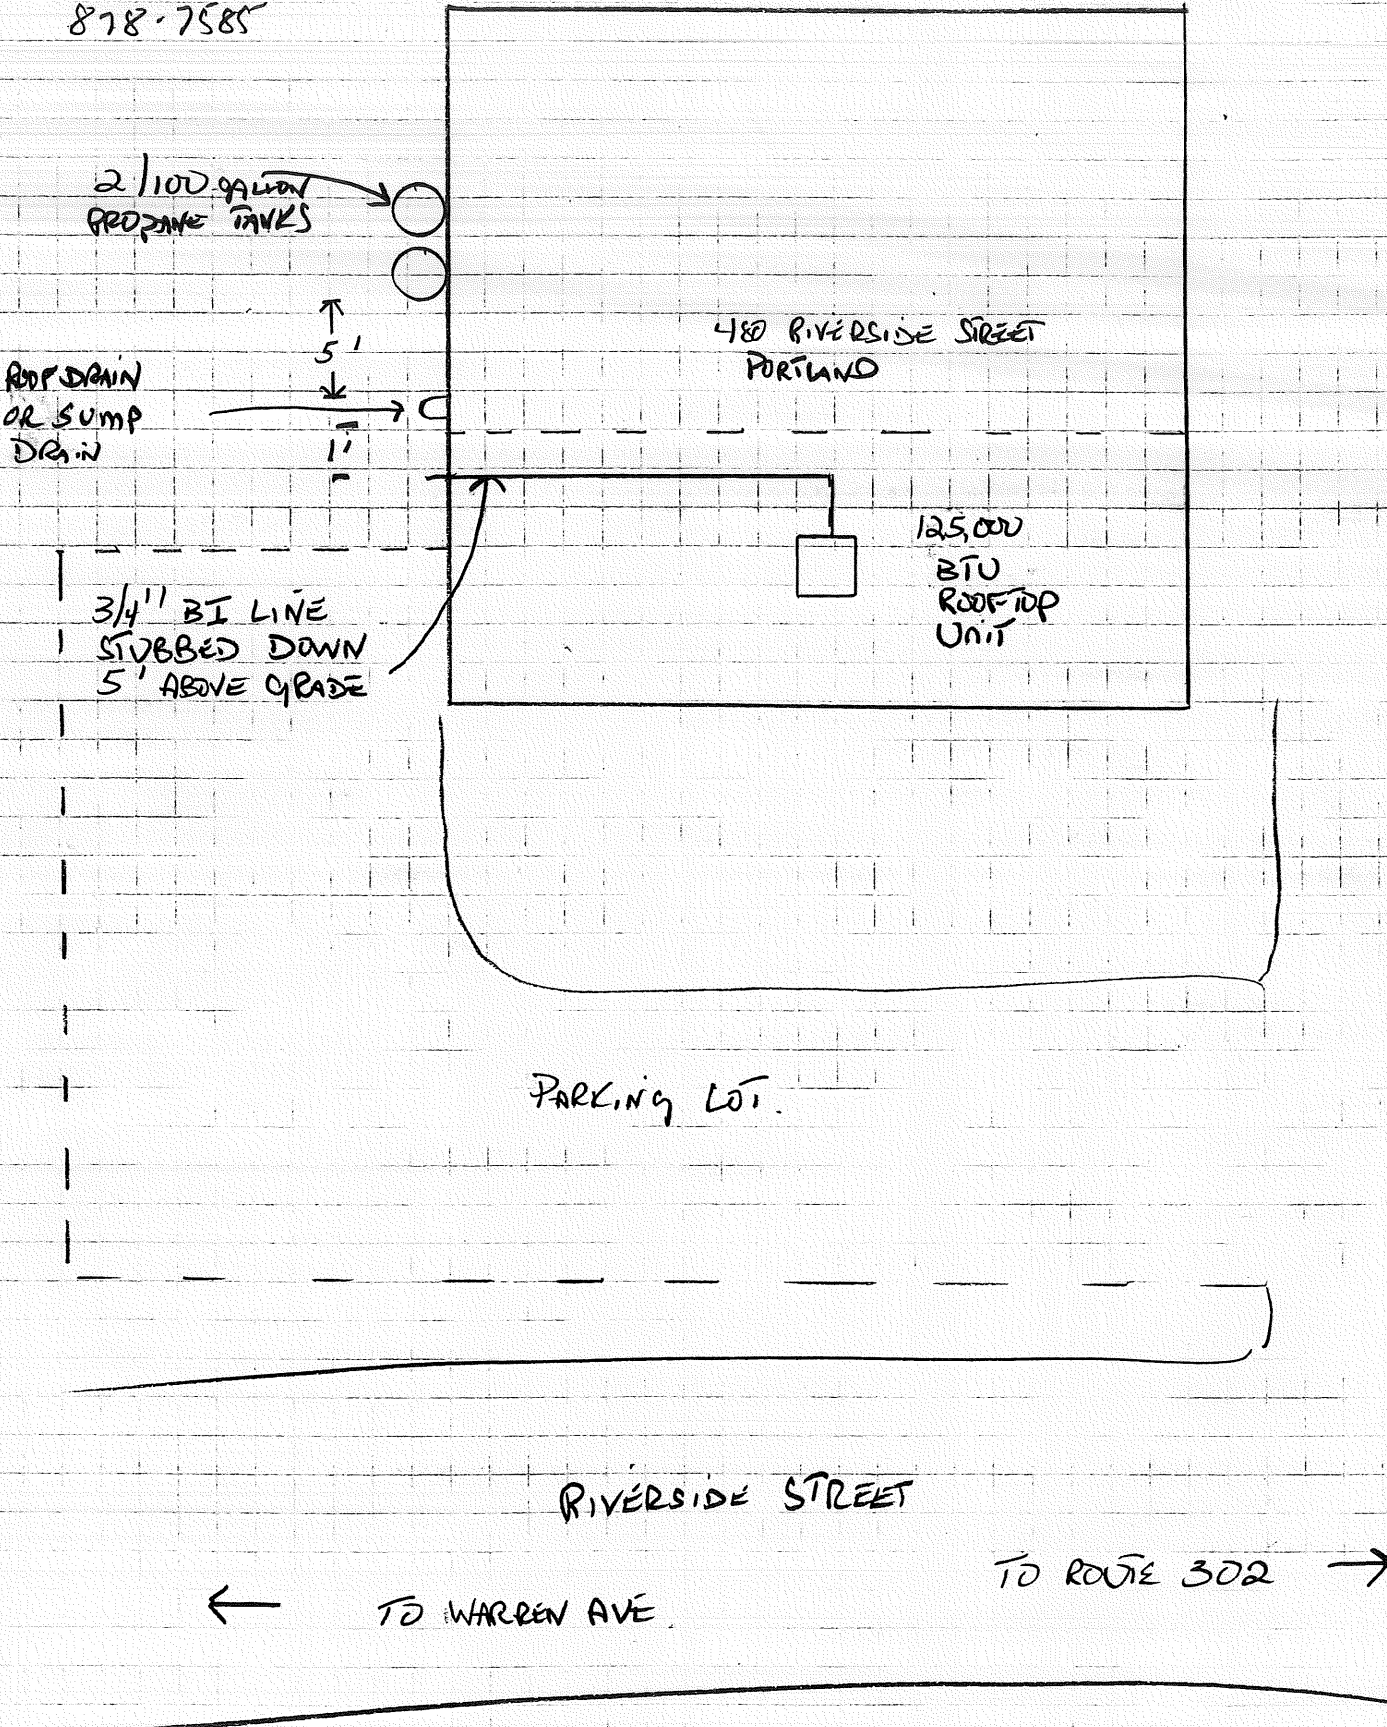 878-7585
2/100 gallon
PROPANE TANKS
5'
480 RIVERSIDE STREET
PORTLAND
ROOF DRAIN
OR SUMP
DRAIN
1'
125,000
BTU
ROOFTOP
UNIT
3/4" BI LINE
STUBBED DOWN
5' ABOVE GRADE
PARKING LOT.
RIVERSIDE STREET
TO ROUTE 302
TO WARREN AVE.